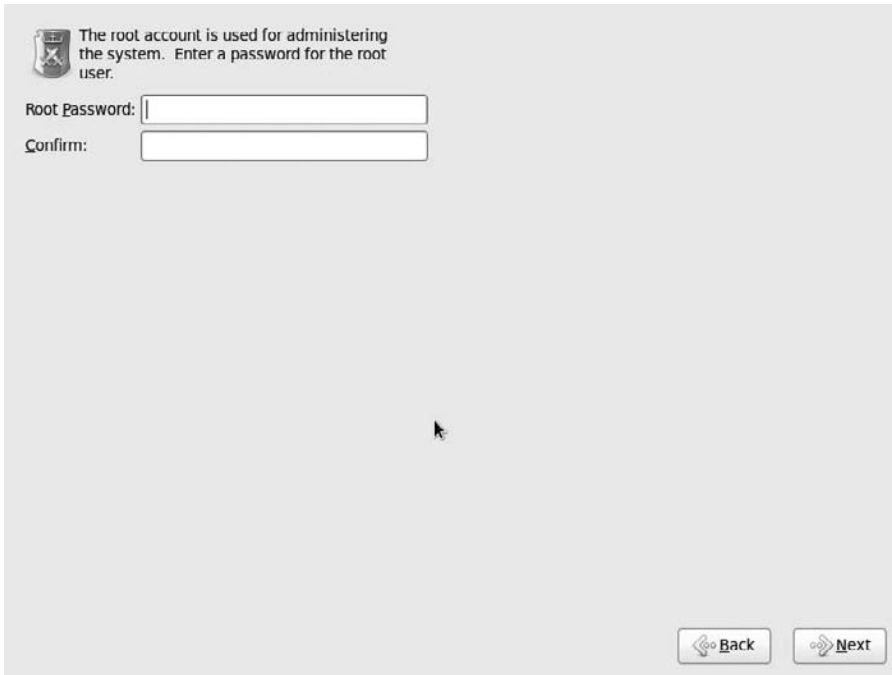 The root account is used for administering
the system.  Enter a password for the root
user.
Root Password:
Confirm:
Back
Next